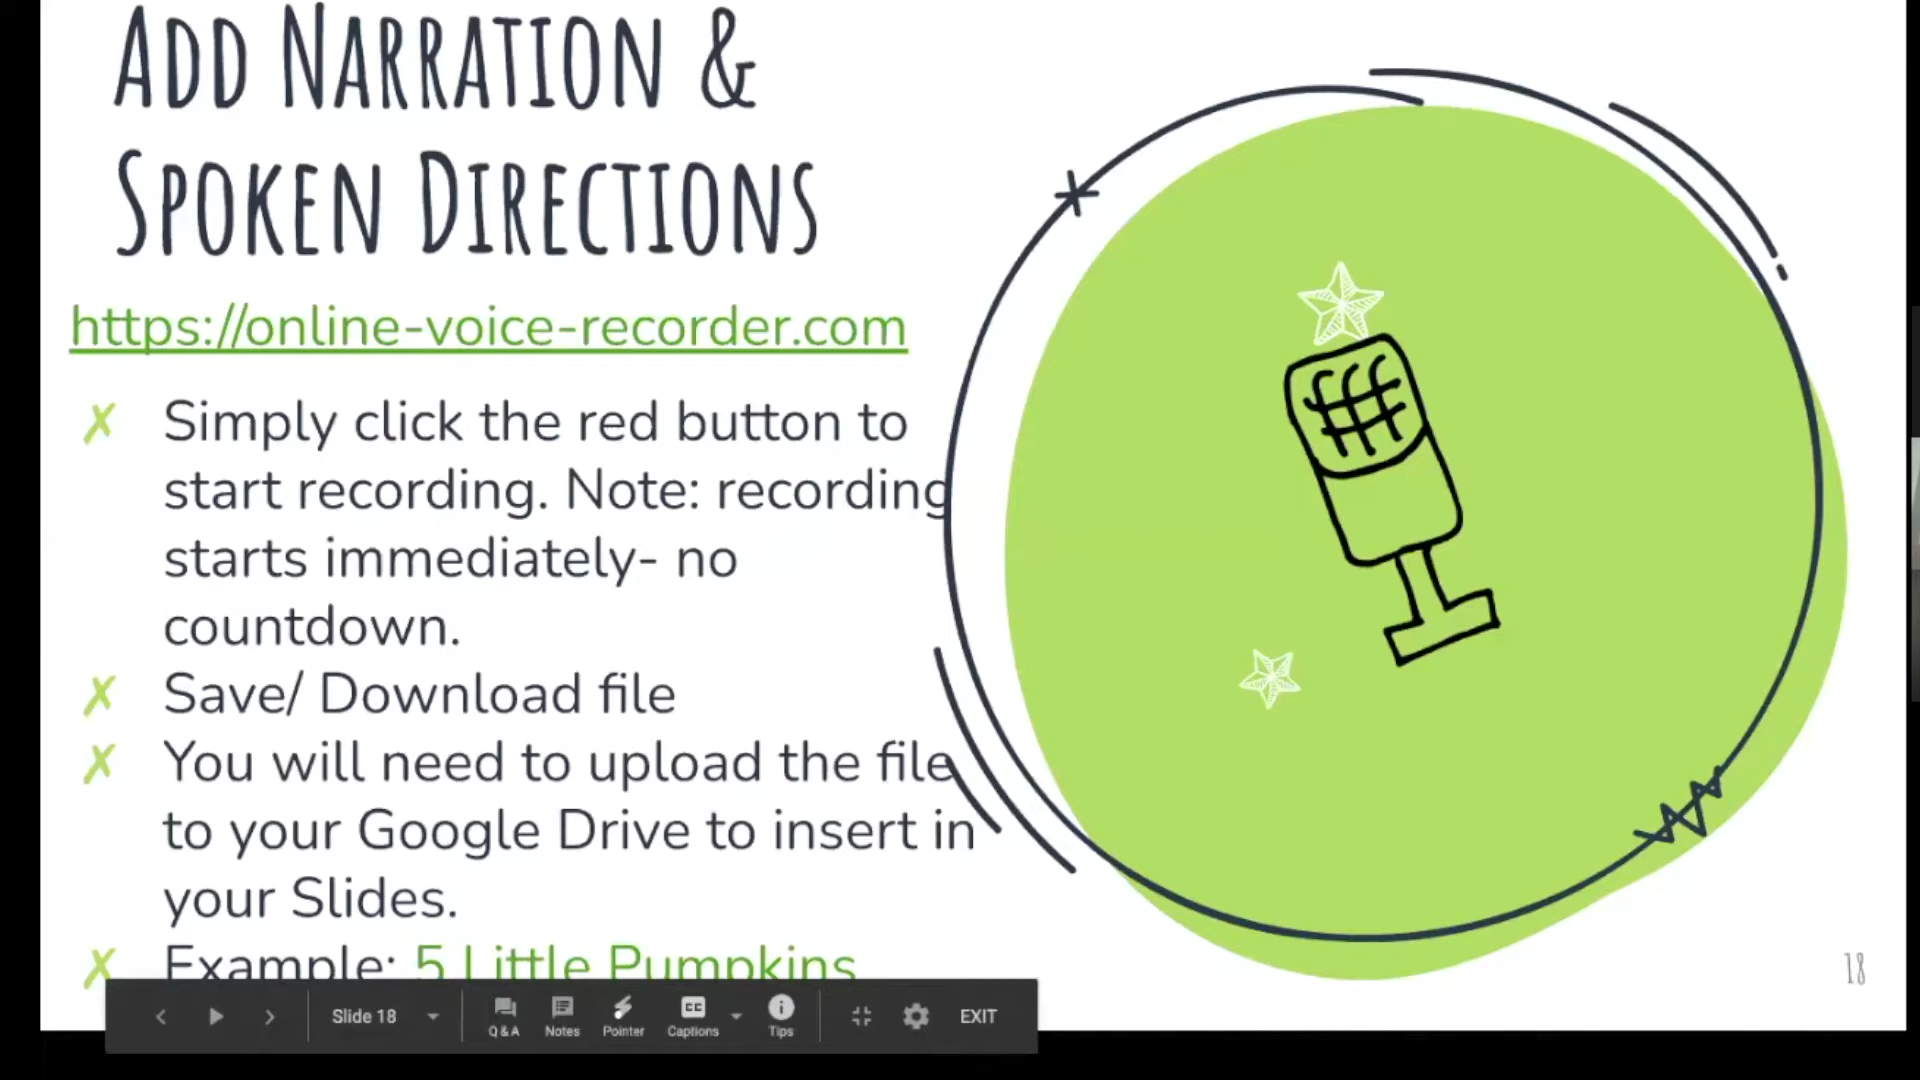 ADD NARRATION &
SPOKEN DIRECTIONS
https://online-voice-recorder.com
✗ Simply click the red button to
start recording. Note: recording
starts immediately- no
countdown.
✗ Save/ Download file
✗ You will need to upload the file
to your Google Drive to insert in
your Slides.
✗ Example: 5 Little Pumpkins
18
Slide 18
Q & A
Notes
Pointer
CC
Captions
Tips
EXIT